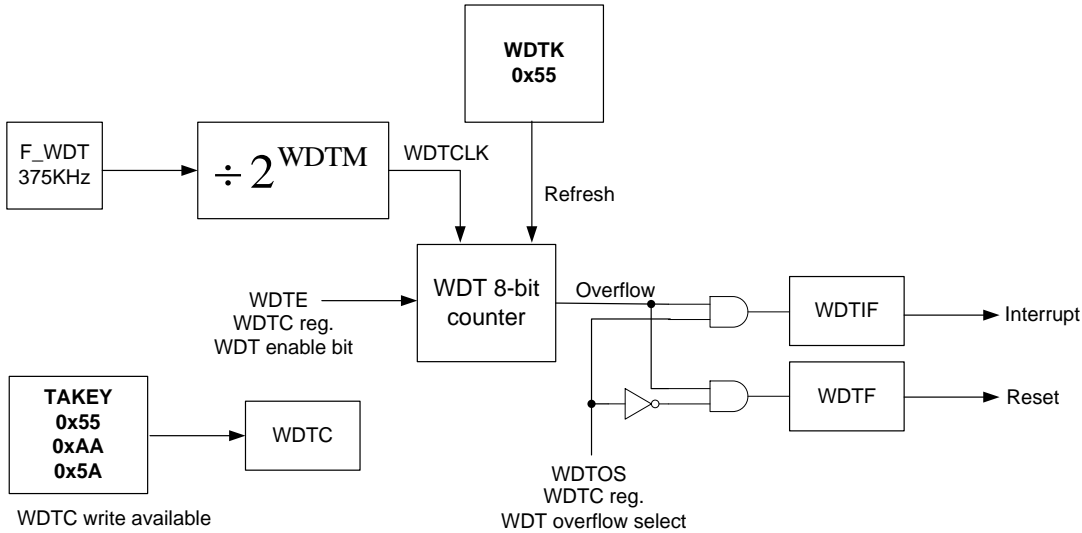 WDTK
0x55
F_WDT
375KHz
÷ 2^WDTM
WDTCLK
Refresh
WDT 8-bit
counter
Overflow
WDTE
WDTC reg.
WDT enable bit
WDTIF
Interrupt
WDTF
Reset
TAKEY
0x55
0xAA
0x5A
WDTC
WDTC write available
WDTOS
WDTC reg.
WDT overflow select